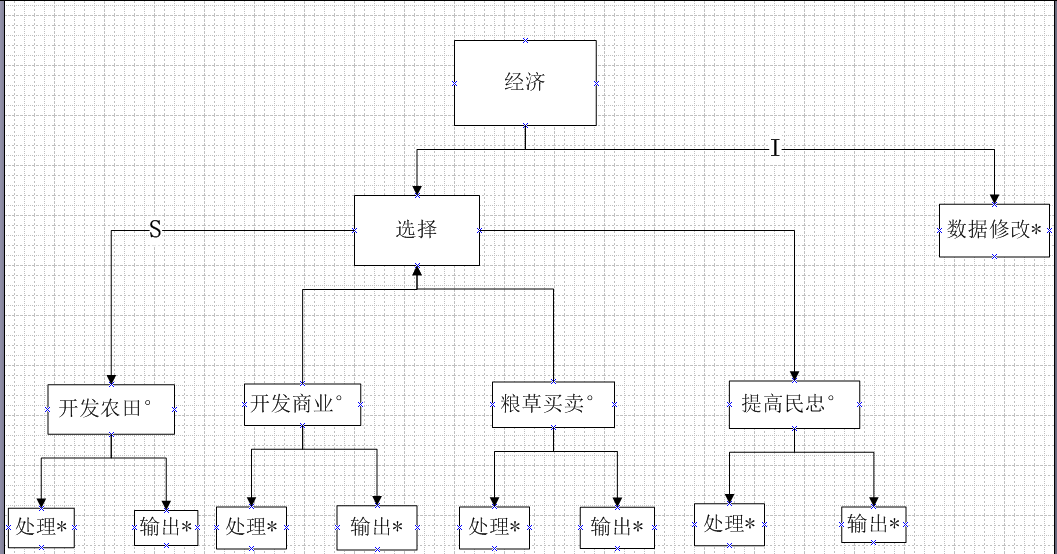 经济
I
选择
S
数据修改*
开发农田°
开发商业°
粮草买卖°
提高民忠°
处理*
输出*
处理*
输出*
处理*
输出*
处理*
输出*